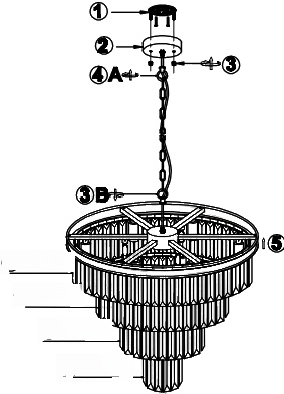 ①
②
③
④A
③B
⑤